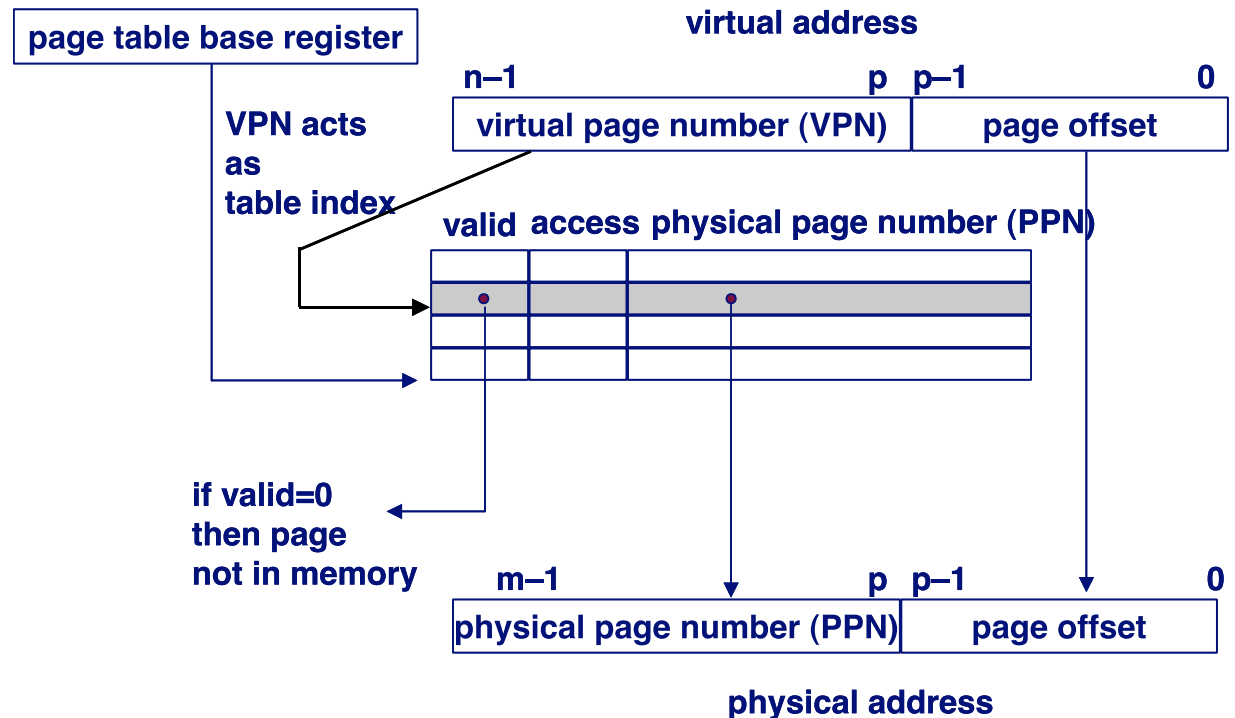 page table base register
virtual address
n–1 p p–1 0
virtual page number (VPN) page offset
VPN acts
as
table index
valid access physical page number (PPN)
if valid=0
then page
not in memory
m–1 p p–1 0
physical page number (PPN) page offset
physical address